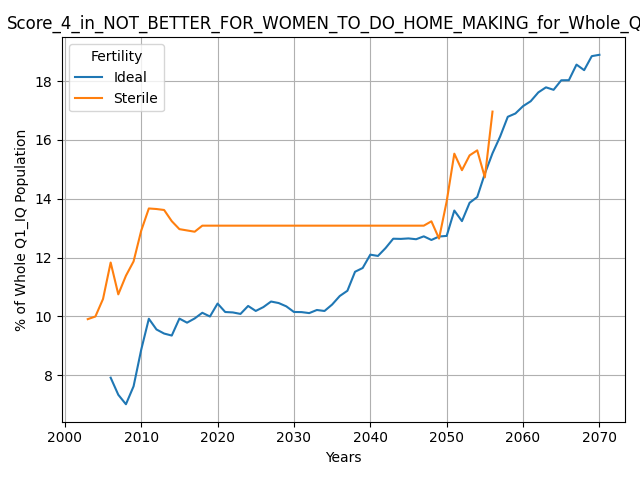 Score_4_in_NOT_BETTER_FOR_WOMEN_TO_DO_HOME_MAKING_for_Whole_Q
Fertility
Ideal
Sterile
% of Whole Q1_IQ Population
18
16
14
12
10
8
2000 2010 2020 2030 2040 2050 2060 2070
Years